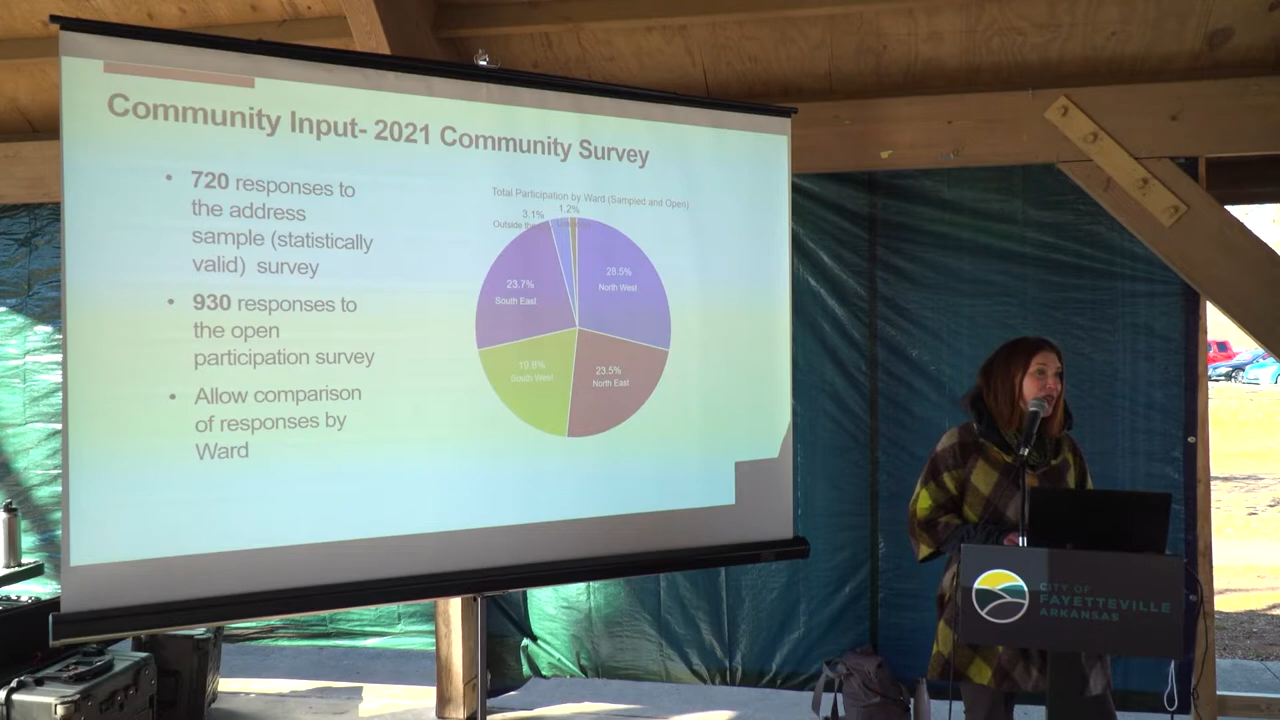 Community Input- 2021 Community Survey
• 720 responses to
the address
sample (statistically
valid) survey
• 930 responses to
the open
participation survey
• Allow comparison
of responses by
Ward
Total Participation by Ward (Sampled and Open)
3.1%
Outside the
1.2%
28.5%
North West
23.7%
South East
19.8%
South West
23.5%
North East
CITY OF
FAYETTEVILLE
ARKANSAS